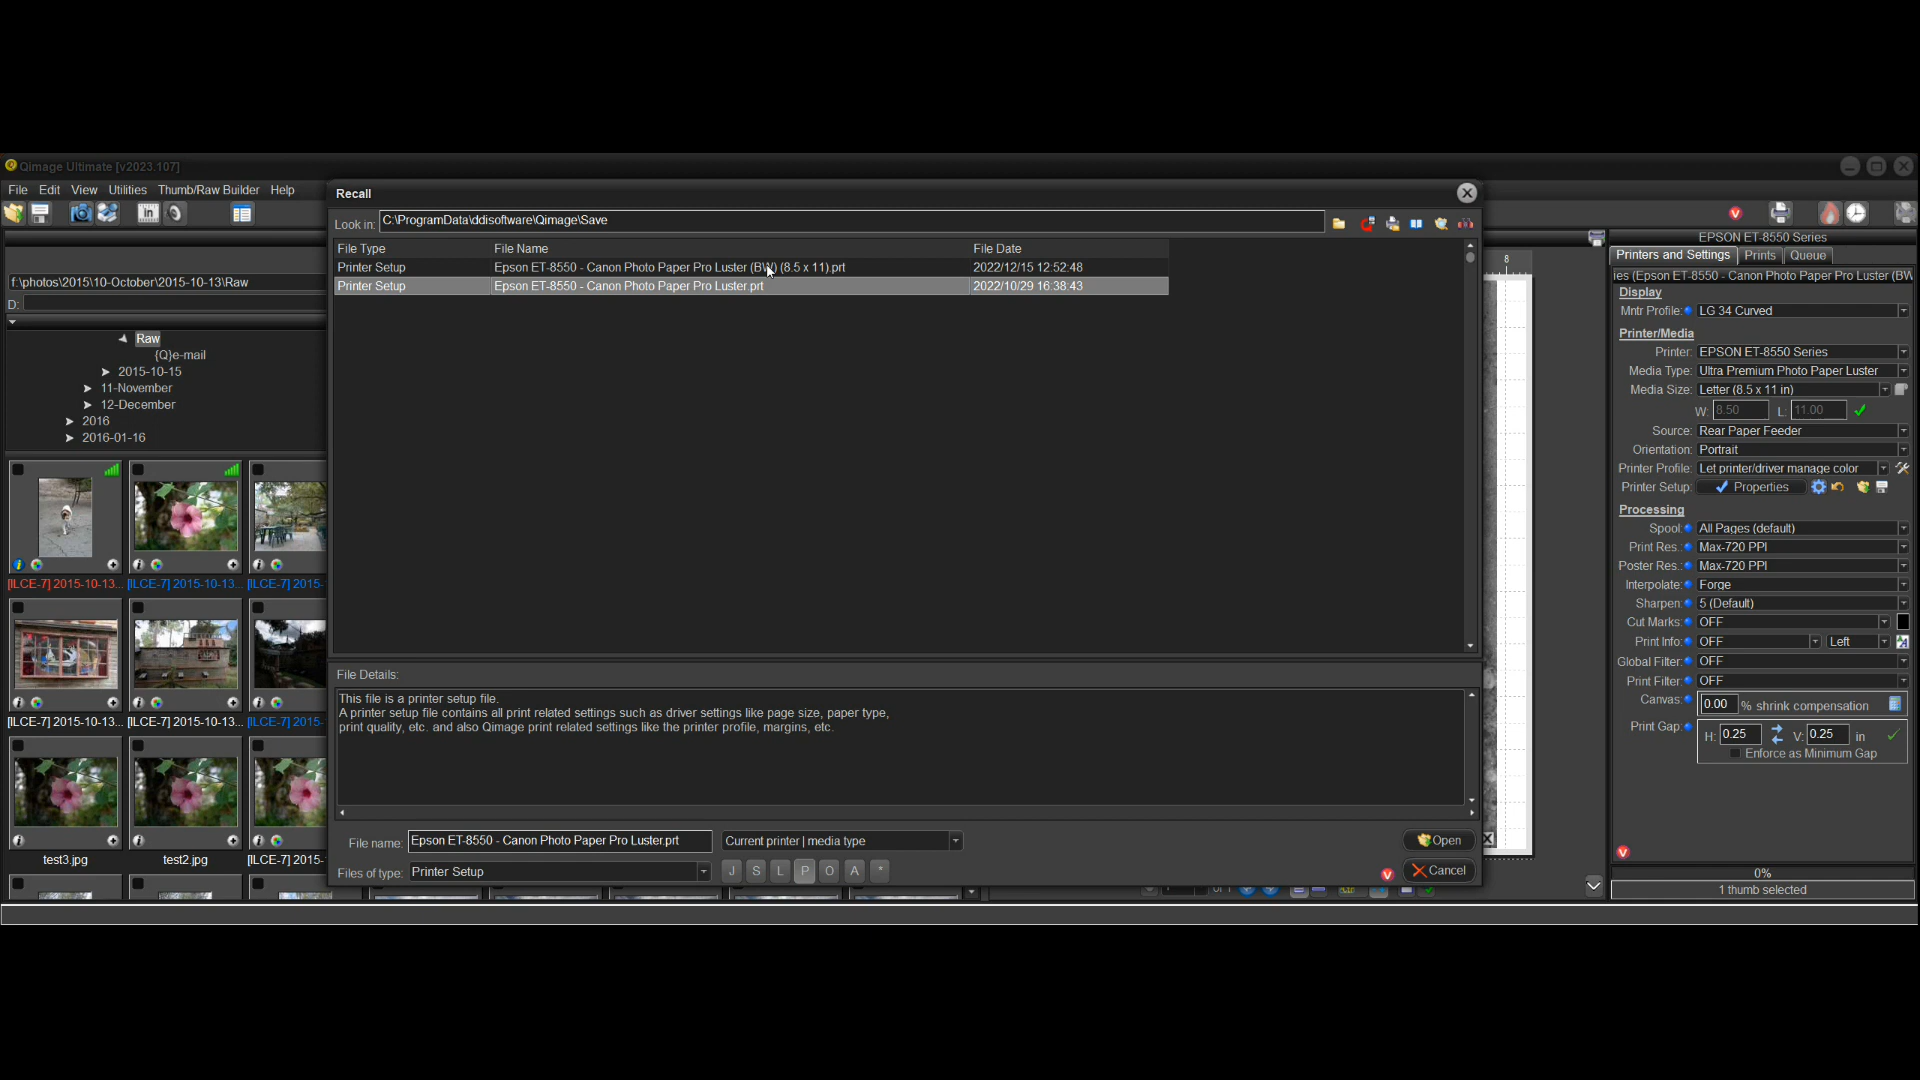 Qimage Ultimate [v2023.107]
File Edit View Utilities Thumb/Raw Builder Help
in
f:\photos\2015\10-October\2015-10-13\Raw
D:
Raw
{Q}e-mail
2015-10-15
11-November
12-December
2016
2016-01-16
[ILCE-7] 2015-10-13... [ILCE-7] 2015-10-13... [ILCE-7] 2015-
[ILCE-7] 2015-10-13... [ILCE-7] 2015-10-13... [ILCE-7] 2015-
test3.jpg test2.jpg [ILCE-7] 2015-
Recall
Look in: C:\ProgramData\ddisoftware\Qimage\Save
File Type File Name File Date
Printer Setup Epson ET-8550 - Canon Photo Paper Pro Luster (BW) (8.5 x 11).prt 2022/12/15 12:52:48
Printer Setup Epson ET-8550 - Canon Photo Paper Pro Luster.prt 2022/10/29 16:38:43
File Details:
This file is a printer setup file.
A printer setup file contains all print related settings such as driver settings like page size, paper type,
print quality, etc. and also Qimage print related settings like the printer profile, margins, etc.
File name: Epson ET-8550 - Canon Photo Paper Pro Luster.prt Current printer | media type Open
Files of type: Printer Setup J S L P O A * V Cancel
8
V
EPSON ET-8550 Series
Printers and Settings Prints Queue
ies (Epson ET-8550 - Canon Photo Paper Pro Luster (BW
Display
Mntr Profile: LG 34 Curved
Printer/Media
Printer: EPSON ET-8550 Series
Media Type: Ultra Premium Photo Paper Luster
Media Size: Letter (8.5 x 11 in)
W: 8.50 L: 11.00
Source: Rear Paper Feeder
Orientation: Portrait
Printer Profile: Let printer/driver manage color
Printer Setup: Properties
Processing
Spool: All Pages (default)
Print Res.: Max-720 PPI
Poster Res.: Max-720 PPI
Interpolate: Forge
Sharpen: 5 (Default)
Cut Marks: OFF
Print Info: OFF Left
Global Filter: OFF
Print Filter: OFF
Canvas: 0.00 % shrink compensation
Print Gap: H: 0.25 V: 0.25 in
Enforce as Minimum Gap
V
0%
1 thumb selected